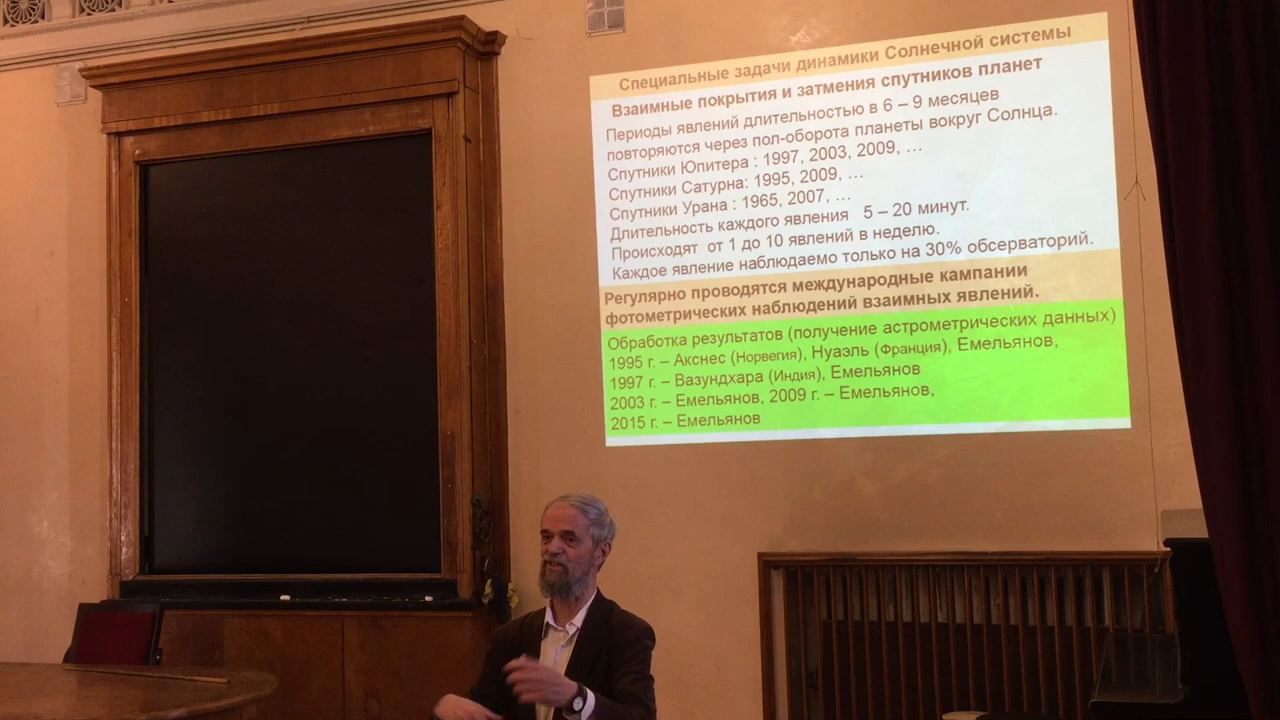 Специальные задачи динамики Солнечной системы
Взаимные покрытия и затмения спутников планет
Периоды явлений длительностью в 6 – 9 месяцев
повторяются через пол-оборота планеты вокруг Солнца.
Спутники Юпитера : 1997, 2003, 2009, …
Спутники Сатурна: 1995, 2009, …
Спутники Урана : 1965, 2007, …
Длительность каждого явления 5 – 20 минут.
Происходят от 1 до 10 явлений в неделю.
Каждое явление наблюдаемо только на 30% обсерваторий.
Регулярно проводятся международные кампании
фотометрических наблюдений взаимных явлений.
Обработка результатов (получение астрометрических данных)
1995 г. – Акснес (Норвегия), Нуаэль (Франция), Емельянов,
1997 г. – Вазундхара (Индия), Емельянов
2003 г. – Емельянов, 2009 г. – Емельянов,
2015 г. – Емельянов